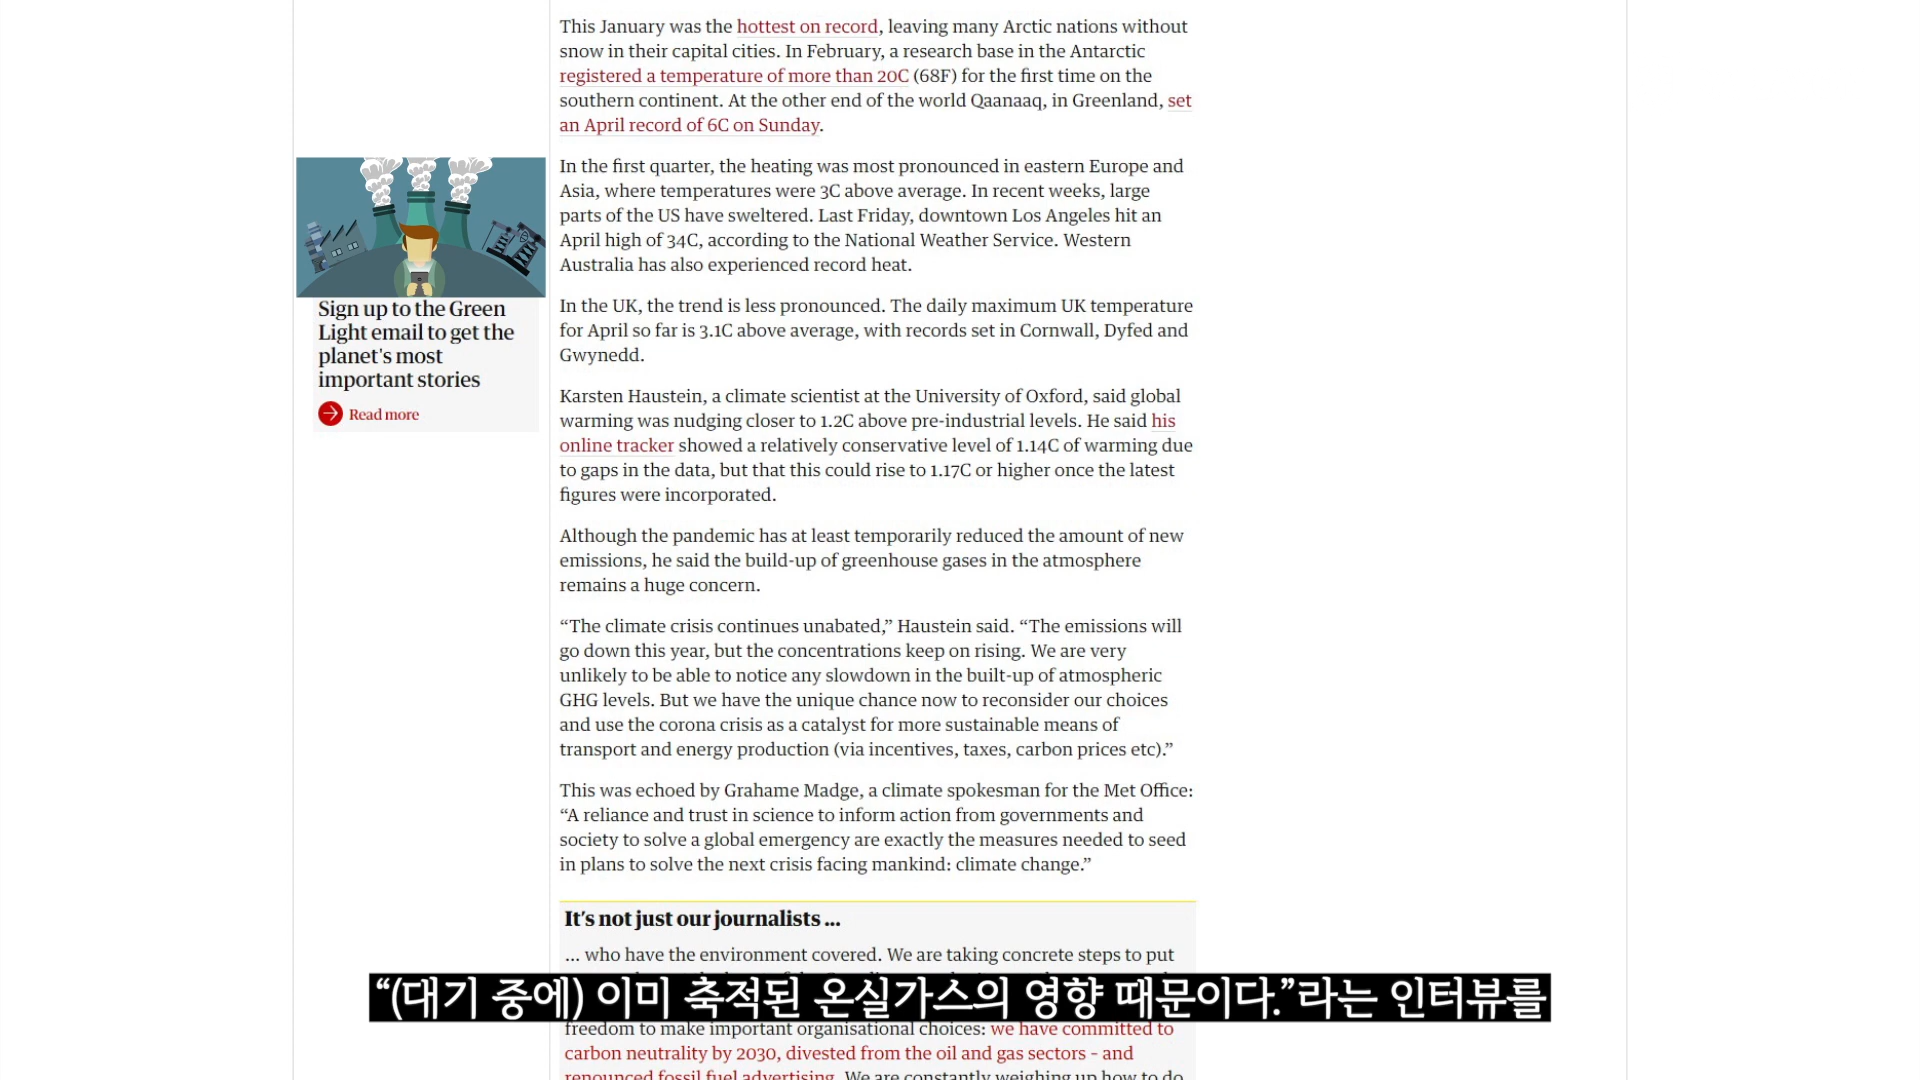 This January was the hottest on record, leaving many Arctic nations without
snow in their capital cities. In February, a research base in the Antarctic
registered a temperature of more than 20C (68F) for the first time on the
southern continent. At the other end of the world Qaanaaq, in Greenland, set
an April record of 6C on Sunday.
In the first quarter, the heating was most pronounced in eastern Europe and
Asia, where temperatures were 3C above average. In recent weeks, large
parts of the US have sweltered. Last Friday, downtown Los Angeles hit an
April high of 34C, according to the National Weather Service. Western
Australia has also experienced record heat.
Sign up to the Green
Light email to get the
planet's most
important stories
Read more
In the UK, the trend is less pronounced. The daily maximum UK temperature
for April so far is 3.1C above average, with records set in Cornwall, Dyfed and
Gwynedd.
Karsten Haustein, a climate scientist at the University of Oxford, said global
warming was nudging closer to 1.2C above pre-industrial levels. He said his
online tracker showed a relatively conservative level of 1.14C of warming due
to gaps in the data, but that this could rise to 1.17C or higher once the latest
figures were incorporated.
Although the pandemic has at least temporarily reduced the amount of new
emissions, he said the build-up of greenhouse gases in the atmosphere
remains a huge concern.
“The climate crisis continues unabated,” Haustein said. “The emissions will
go down this year, but the concentrations keep on rising. We are very
unlikely to be able to notice any slowdown in the built-up of atmospheric
GHG levels. But we have the unique chance now to reconsider our choices
and use the corona crisis as a catalyst for more sustainable means of
transport and energy production (via incentives, taxes, carbon prices etc).”
This was echoed by Grahame Madge, a climate spokesman for the Met Office:
“A reliance and trust in science to inform action from governments and
society to solve a global emergency are exactly the measures needed to seed
in plans to solve the next crisis facing mankind: climate change.”
It's not just our journalists ...
... who have the environment covered. We are taking concrete steps to put
“(대기 중에) 이미 축적된 온실가스의 영향 때문이다.”라는 인터뷰를
freedom to make important organisational choices: we have committed to
carbon neutrality by 2030, divested from the oil and gas sectors - and
renounced fossil fuel advertising. We are constantly weighing up how to do